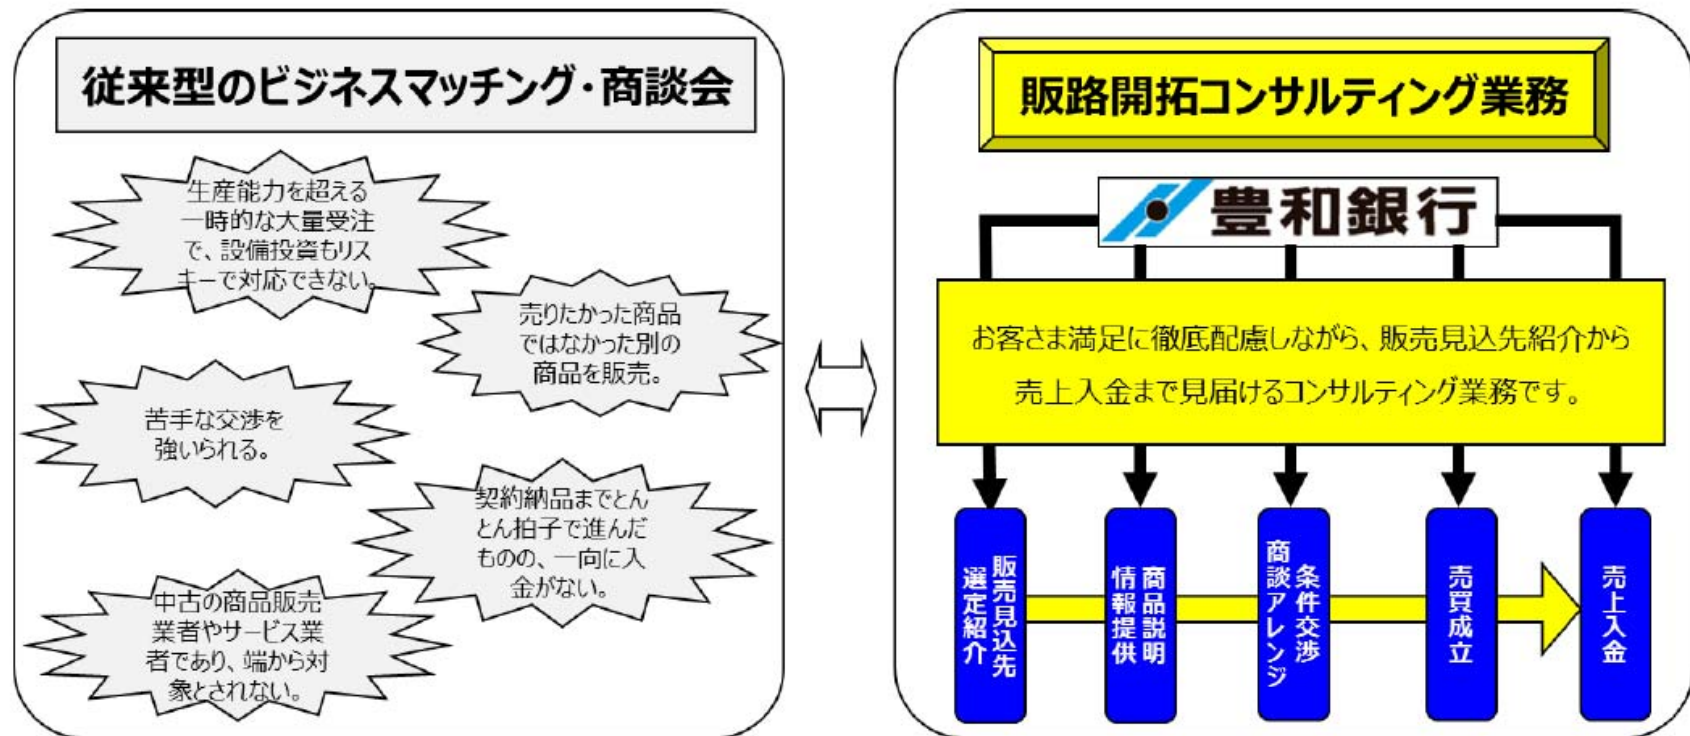 従来型のビジネスマッチング・商談会
生産能力を超える
一時的な大量受注
で、設備投資もリス
キーで対応できない。
売りたかった商品
ではなかった別の
商品を販売。
苦手な交渉を
強いられる。
契約納品までとん
とん拍子で進んだ
ものの、一向に入
金がない。
中古の商品販売
業者やサービス業
者であり、端から対
象とされない。
販路開拓コンサルティング業務
豊和銀行
お客さま満足に徹底配慮しながら、販売見込先紹介から
売上入金まで見届けるコンサルティング業務です。
販売見込先
選定紹介
商品説明
情報提供
条件交渉
商談アレンジ
売買成立
売上入金